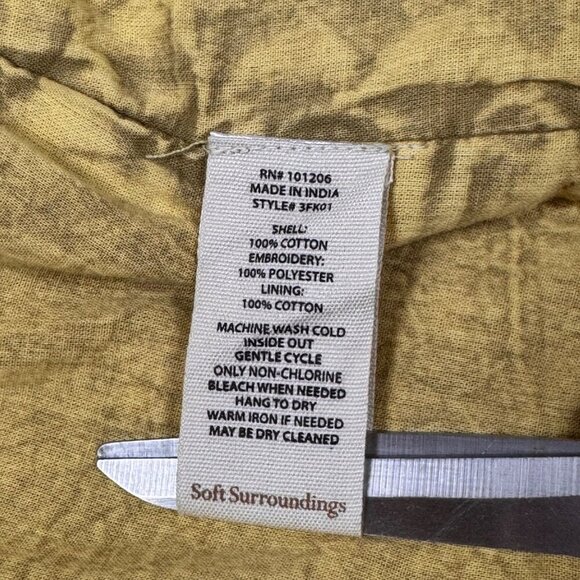 RN# 101206
MADE IN INDIA
STYLE# 3FK01
SHELL:
100% COTTON
EMBROIDERY:
100% POLYESTER
LINING:
100% COTTON
MACHINE WASH COLD
INSIDE OUT
GENTLE CYCLE
ONLY NON-CHLORINE
BLEACH WHEN NEEDED
HANG TO DRY
WARM IRON IF NEEDED
MAY BE DRY CLEANED
Soft Surroundings